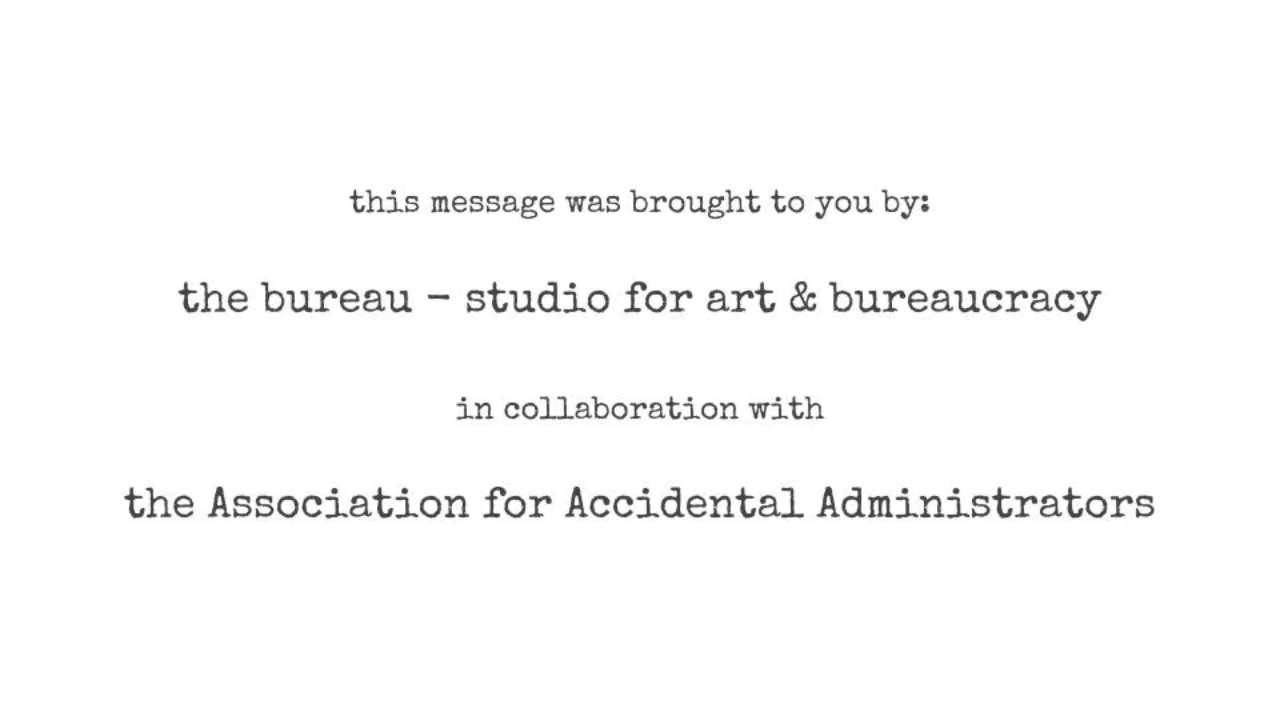 this message was brought to you by:
the bureau - studio for art & bureaucracy
in collaboration with
the Association for Accidental Administrators